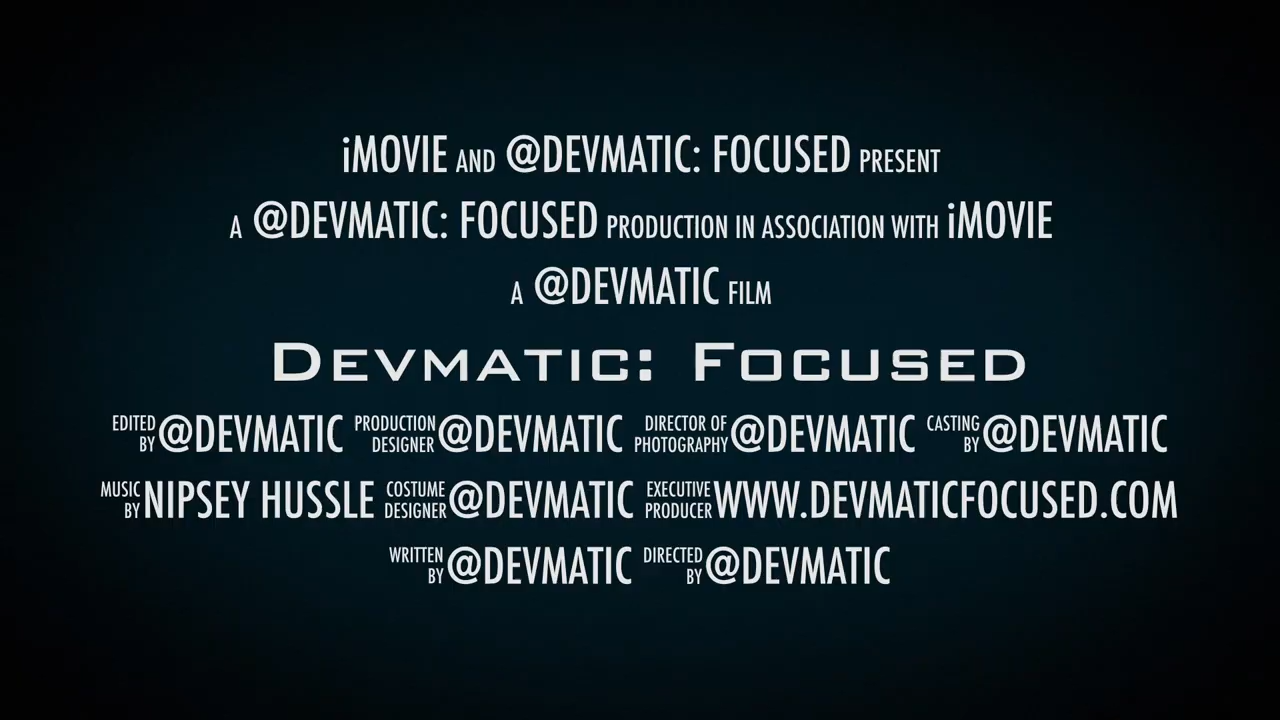 iMOVIE AND @DEVMATIC: FOCUSED PRESENT
A @DEVMATIC: FOCUSED PRODUCTION IN ASSOCIATION WITH iMOVIE
A @DEVMATIC FILM
DEVMATIC: FOCUSED
EDITED BY @DEVMATIC PRODUCTION DESIGNER @DEVMATIC DIRECTOR OF PHOTOGRAPHY @DEVMATIC CASTING BY @DEVMATIC
MUSIC BY NIPSEY HUSSLE COSTUME DESIGNER @DEVMATIC EXECUTIVE PRODUCER WWW.DEVMATICFOCUSED.COM
WRITTEN BY @DEVMATIC DIRECTED BY @DEVMATIC